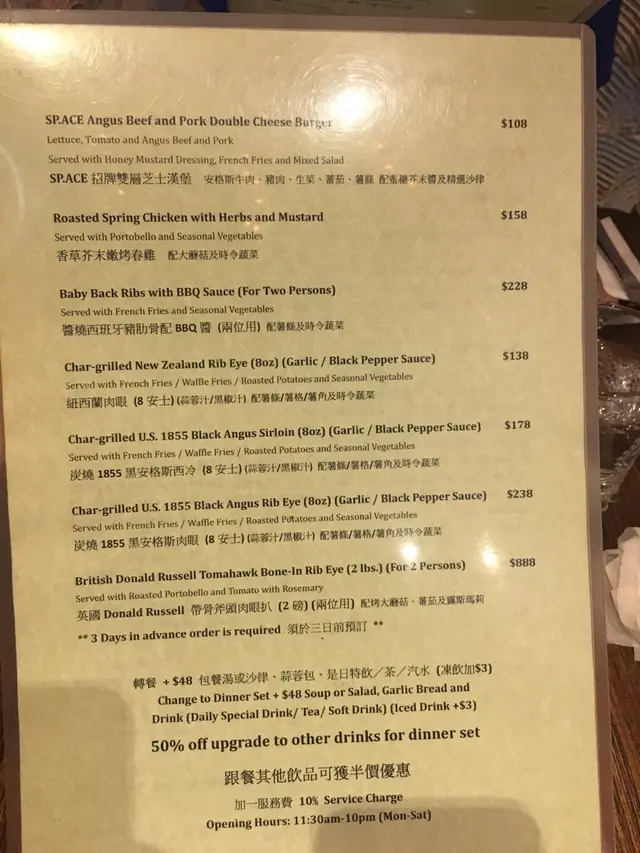 SP.ACE Angus Beef and Pork Double Cheese Burger $108
Lettuce, Tomato and Angus Beef and Pork
Served with Honey Mustard Dressing, French Fries and Mixed Salad
SP.ACE 招牌雙層芝士漢堡 安格斯牛肉、豬肉、生菜、蕃茄、薯條 配蜜糖芥末醬及精選沙律
Roasted Spring Chicken with Herbs and Mustard $158
Served with Portobello and Seasonal Vegetables
香草芥末嫩烤春雞 配大蘑菇及時令蔬菜
Baby Back Ribs with BBQ Sauce (For Two Persons) $228
Served with French Fries and Seasonal Vegetables
醬燒西班牙豬肋骨配 BBQ 醬 (兩位用) 配薯條及時令蔬菜
Char-grilled New Zealand Rib Eye (8oz) (Garlic / Black Pepper Sauce) $138
Served with French Fries / Waffle Fries / Roasted Potatoes and Seasonal Vegetables
紐西蘭肉眼 (8 安士) (蒜蓉汁/黑椒汁) 配薯條/薯格/薯角及時令蔬菜
Char-grilled U.S. 1855 Black Angus Sirloin (8oz) (Garlic / Black Pepper Sauce) $178
Served with French Fries / Waffle Fries / Roasted Potatoes and Seasonal Vegetables
炭燒 1855 黑安格斯西冷 (8 安士) (蒜蓉汁/黑椒汁) 配薯條/薯格/薯角及時令蔬菜
Char-grilled U.S. 1855 Black Angus Rib Eye (8oz) (Garlic / Black Pepper Sauce) $238
Served with French Fries / Waffle Fries / Roasted Potatoes and Seasonal Vegetables
炭燒 1855 黑安格斯肉眼 (8 安士) (蒜蓉汁/黑椒汁) 配薯條/薯格/薯角及時令蔬菜
British Donald Russell Tomahawk Bone-In Rib Eye (2 lbs.) (For 2 Persons) $888
Served with Roasted Portobello and Tomato with Rosemary
英國 Donald Russell 帶骨斧頭肉眼扒 (2 磅) (兩位用) 配烤大蘑菇、蕃茄及露斯瑪莉
** 3 Days in advance order is required 須於三日前預訂 **
轉餐 + $48 包餐湯或沙律、蒜蓉包、是日特飲／茶／汽水 (凍飲加$3)
Change to Dinner Set + $48 Soup or Salad, Garlic Bread and
Drink (Daily Special Drink/ Tea/ Soft Drink) (Iced Drink +$3)
50% off upgrade to other drinks for dinner set
跟餐其他飲品可獲半價優惠
加一服務費 10% Service Charge
Opening Hours: 11:30am-10pm (Mon-Sat)